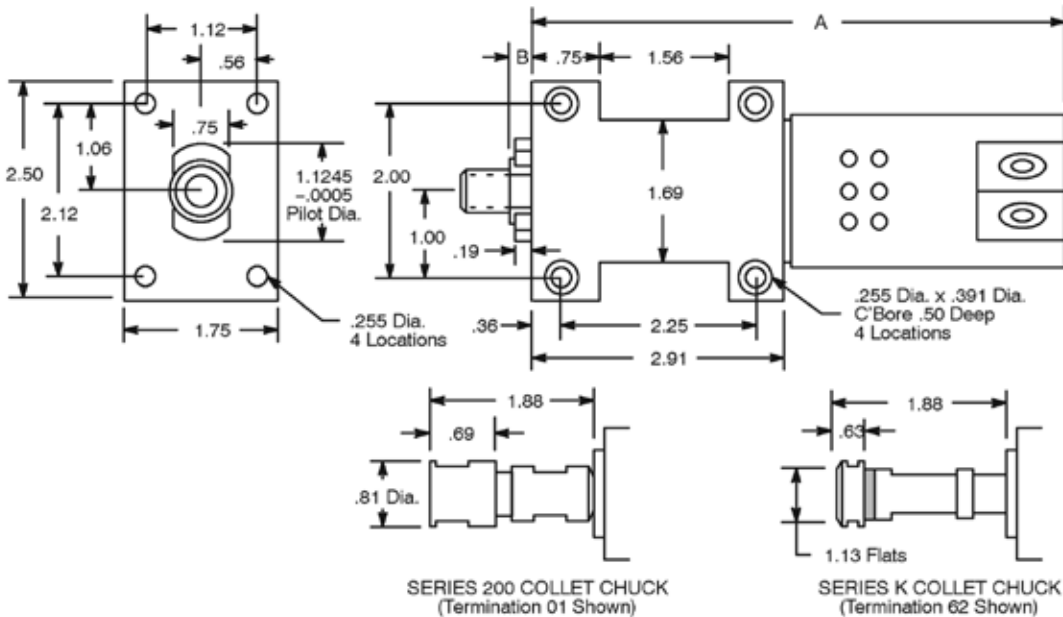 1.12
.56
.75
1.06
2.50
2.12
1.1245
–.0005
Pilot Dia.
.255 Dia.
4 Locations
1.75
A
B
.75
1.56
2.00
1.00
1.69
.19
.36
2.25
2.91
.255 Dia. x .391 Dia.
C'Bore .50 Deep
4 Locations
1.88
.69
.81 Dia.
SERIES 200 COLLET CHUCK
(Termination 01 Shown)
1.88
.63
1.13 Flats
SERIES K COLLET CHUCK
(Termination 62 Shown)